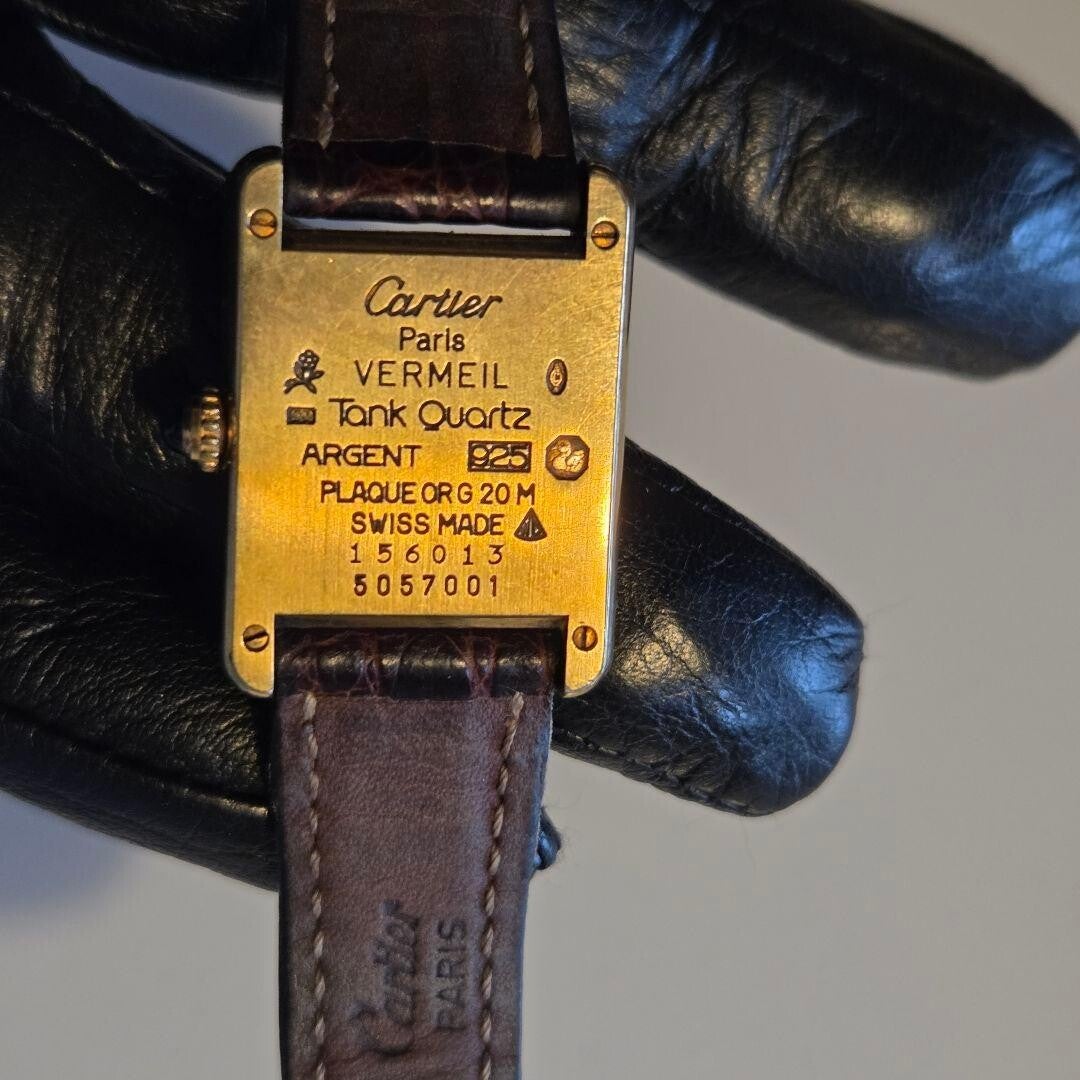 Cartier
Paris
VERMEIL
Tank Quartz
ARGENT 925
PLAQUE OR G 20 M
SWISS MADE
156013
5057001
Cartier
PARIS